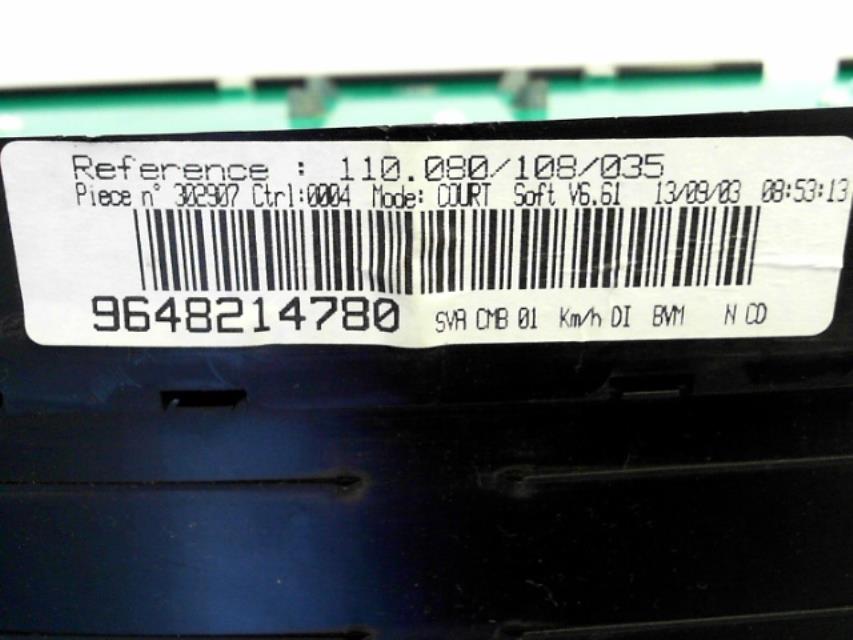 Reference : 110.080/108/035
Piece n° 302907 Ctrl:0004 Mode: COURT Soft V6.61 13/09/03 08:53:13
9648214780 SVA CMB 01 Km/h DI BVM N CD